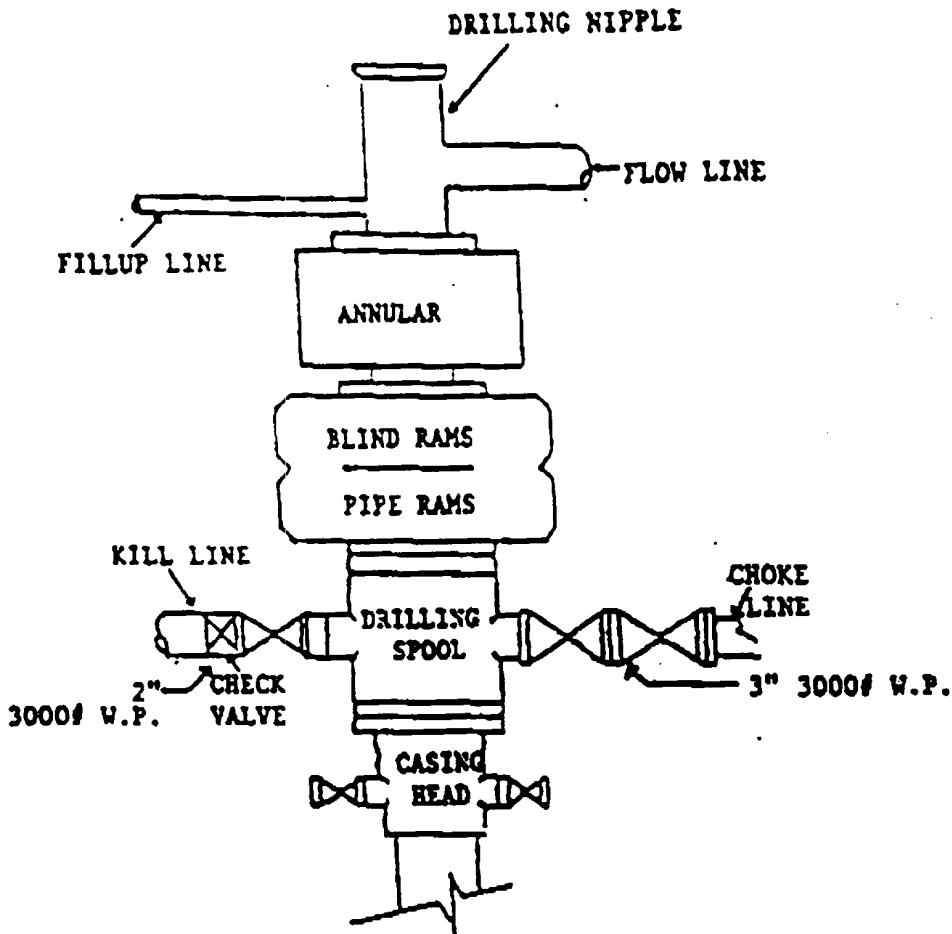 DRILLING NIPPLE
FLOW LINE
FILLUP LINE
ANNULAR
BLIND RAMS
PIPE RAMS
KILL LINE
CHOKE
LINE
DRILLING
SPOOL
2"
3000# W.P.
CHECK
VALVE
3" 3000# W.P.
CASING
HEAD